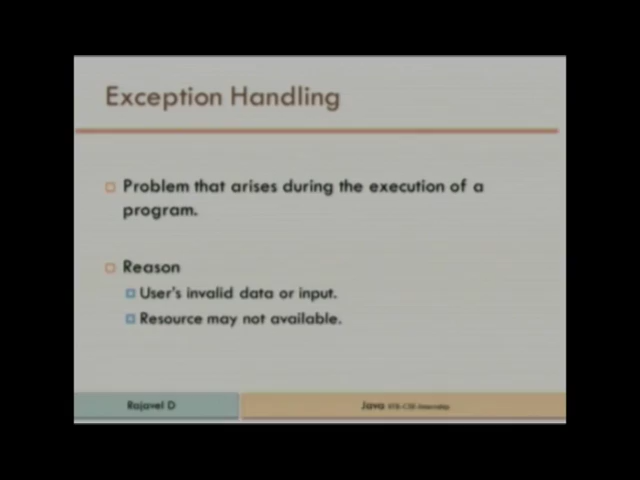 Exception Handling
Problem that arises during the execution of a
program.
Reason
User's invalid data or input.
Resource may not available.
Rajavel D
Java